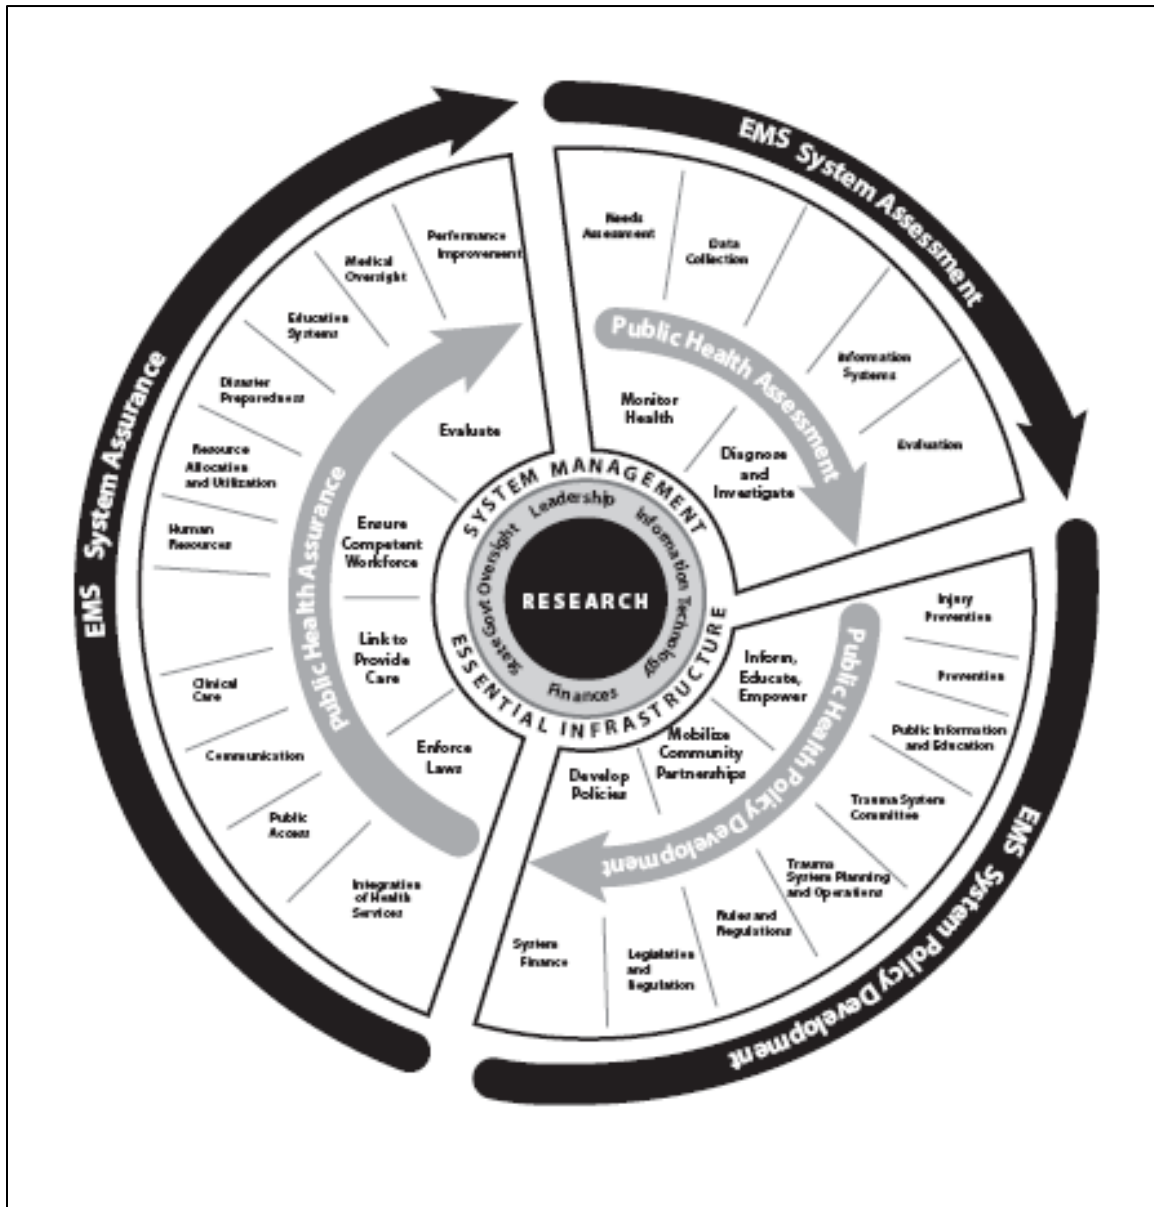 EMS System Assessment
Needs
Assessment
Data
Collection
Information
Systems
Evaluation
Public Health Assessment
Monitor
Health
Diagnose
and
Investigate
EMS System Policy Development
Injury
Prevention
Prevention
Public Information
and Education
Trauma System
Committee
Trauma
System Planning
and Operations
Rules and
Regulations
Legislation
and
Regulation
System
Finance
Public Health Policy Development
Inform,
Educate,
Empower
Mobilize
Community
Partnerships
Develop
Policies
EMS System Assurance
Integration
of Health
Services
Public
Access
Communication
Clinical
Care
Human
Resources
Resource
Allocation
and Utilization
Disaster
Preparedness
Education
Systems
Medical
Oversight
Performance
Improvement
Public Health Assurance
Enforce
Laws
Link to
Provide
Care
Ensure
Competent
Workforce
Evaluate
SYSTEM MANAGEMENT
ESSENTIAL INFRASTRUCTURE
Leadership
Information Technology
Finances
State Govt Oversight
RESEARCH